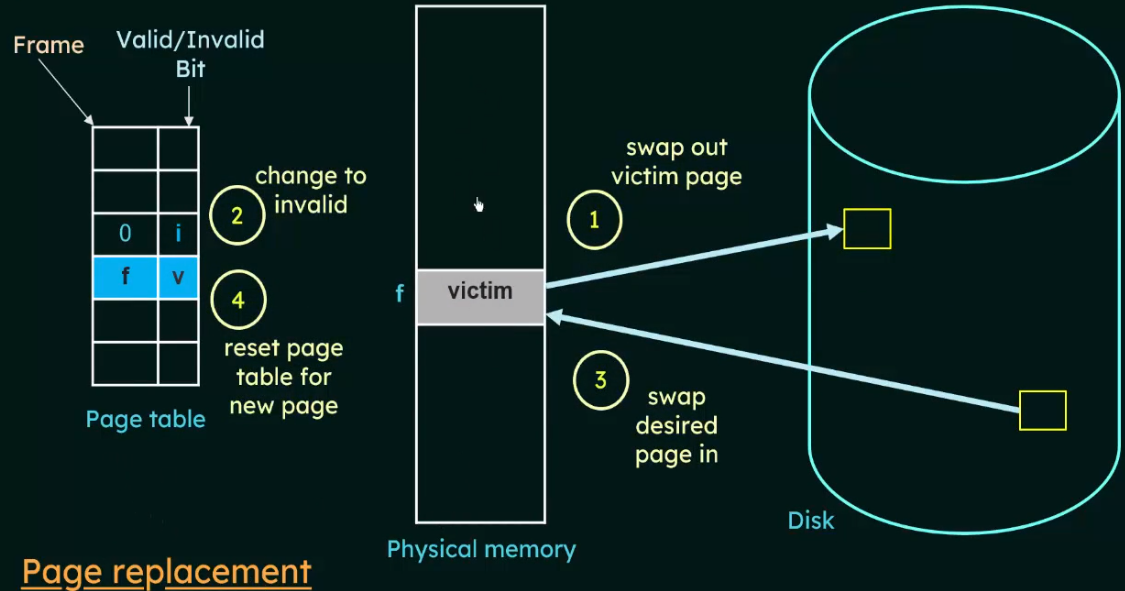 Frame
Valid/Invalid
Bit
0 i
f v
Page table
2
change to
invalid
4
reset page
table for
new page
f
victim
Physical memory
1
swap out
victim page
3
swap
desired
page in
Disk
Page replacement